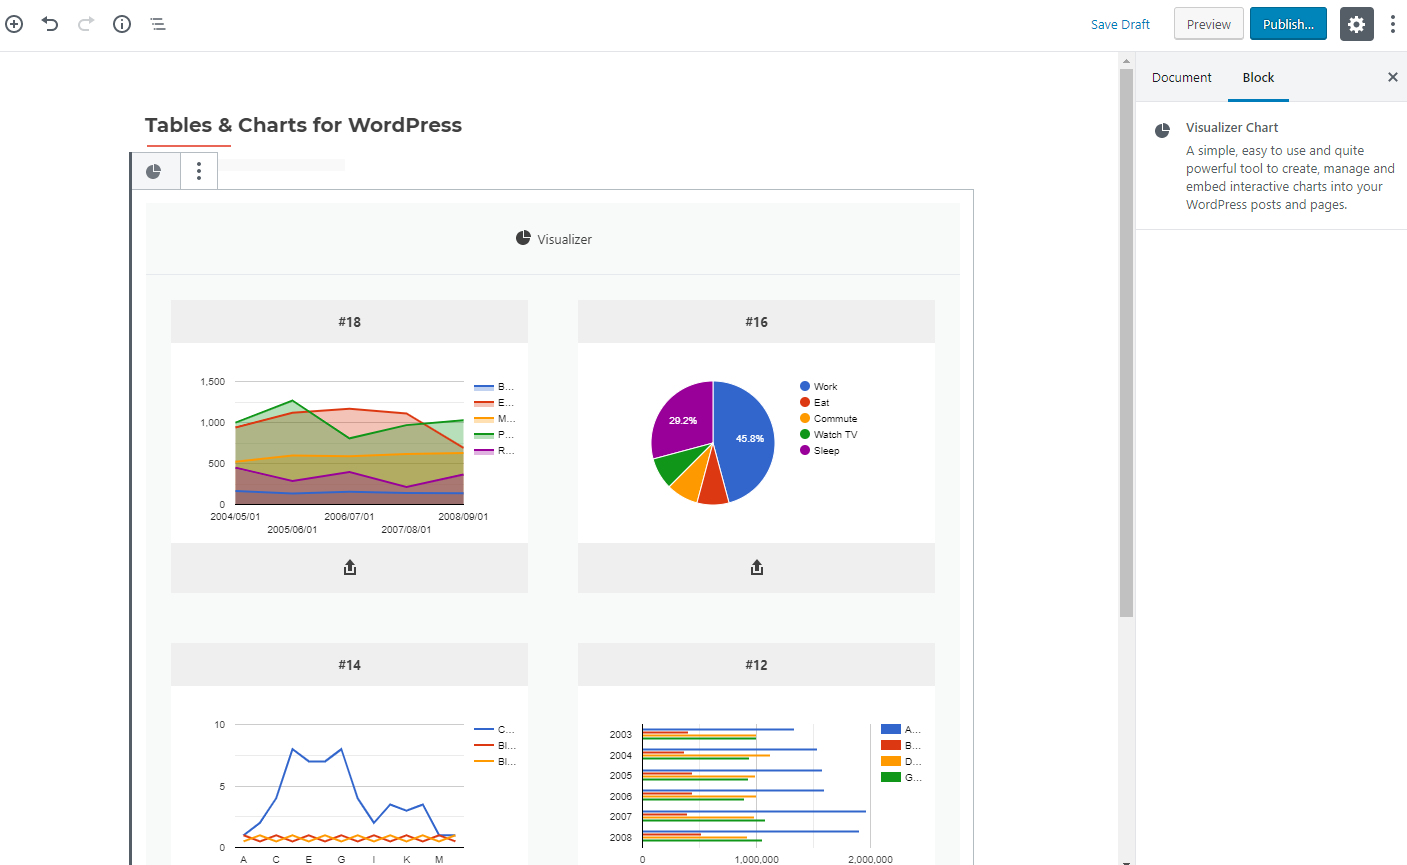 Save Draft
Preview
Publish...
Document
Block
Tables & Charts for WordPress
Visualizer Chart
A simple, easy to use and quite
powerful tool to create, manage and
embed interactive charts into your
WordPress posts and pages.
Visualizer
#18
1,500
1,000
500
0
2004/05/01
2005/06/01
2006/07/01
2007/08/01
2008/09/01
B...
E...
M...
P...
R...
#16
29.2%
45.8%
Work
Eat
Commute
Watch TV
Sleep
#14
10
5
0
A
C
E
G
I
K
M
C...
Bl...
Bl...
#12
2003
2004
2005
2006
2007
2008
0
1,000,000
2,000,000
A...
B...
D...
G...